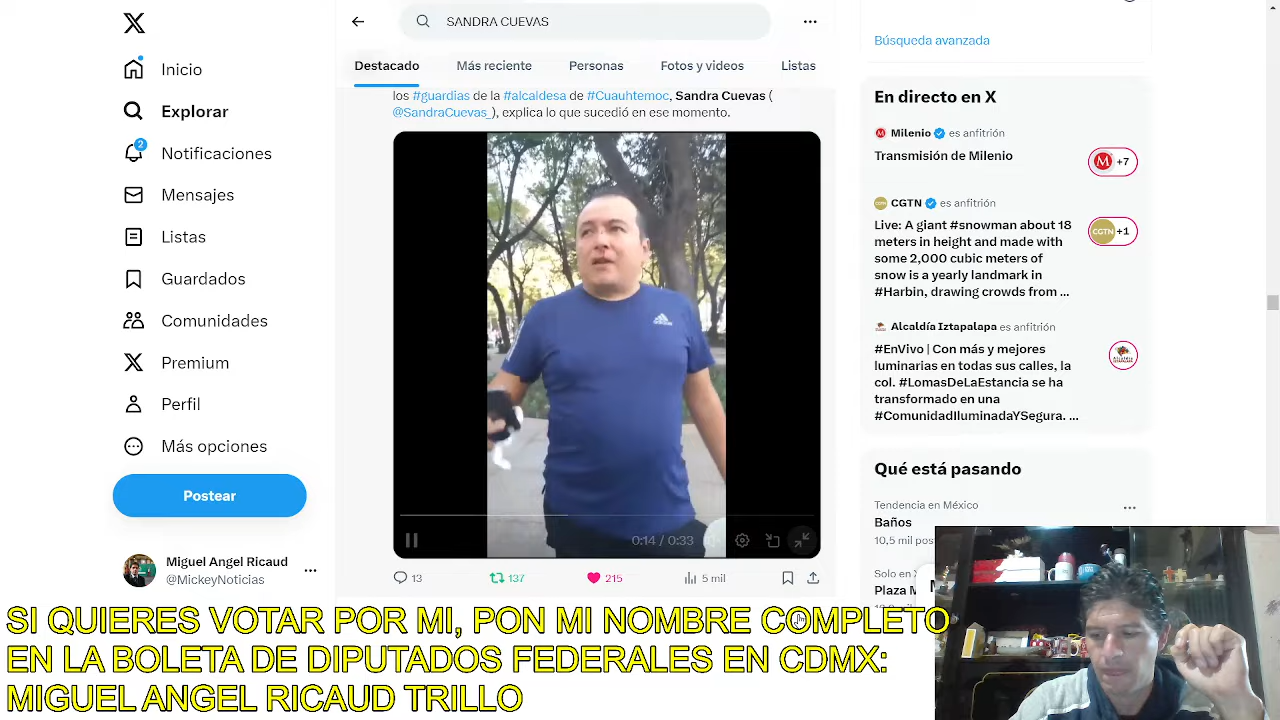 SANDRA CUEVAS
Inicio
Explorar
2
Notificaciones
Mensajes
Listas
Guardados
Comunidades
Premium
Perfil
Más opciones
Postear
Miguel Angel Ricaud
@MickeyNoticias
Destacado
Más reciente
Personas
Fotos y videos
Listas
los #guardias de la #alcaldesa de #Cuauhtemoc, Sandra Cuevas (
@SandraCuevas_), explica lo que sucedió en ese momento.
adidas
0:14 / 0:33
13
137
215
5 mil
Búsqueda avanzada
En directo en X
Milenio es anfitrión
Transmisión de Milenio
+7
CGTN es anfitrión
Live: A giant #snowman about 18
meters in height and made with
some 2,000 cubic meters of
snow is a yearly landmark in
#Harbin, drawing crowds from ...
CGTN +1
Alcaldía Iztapalapa es anfitrión
#EnVivo | Con más y mejores
luminarias en todas sus calles, la
col. #LomasDeLaEstancia se ha
transformado en una
#ComunidadIluminadaYSegura. ...
Qué está pasando
Tendencia en México
Baños
10,5 mil pos
Solo en X
Plaza M
SI QUIERES VOTAR POR MI, PON MI NOMBRE COMPLETO
EN LA BOLETA DE DIPUTADOS FEDERALES EN CDMX:
MIGUEL ANGEL RICAUD TRILLO